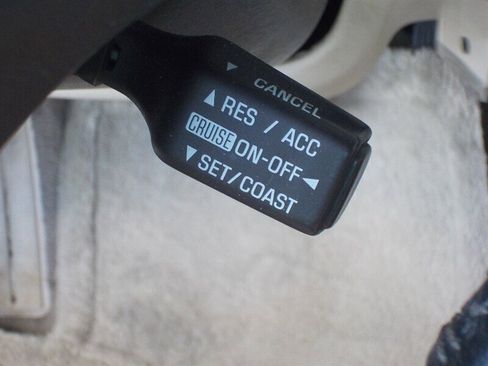 ▼ CANCEL
▲ RES / ACC
CRUISE ON-OFF ◄
▼ SET/COAST